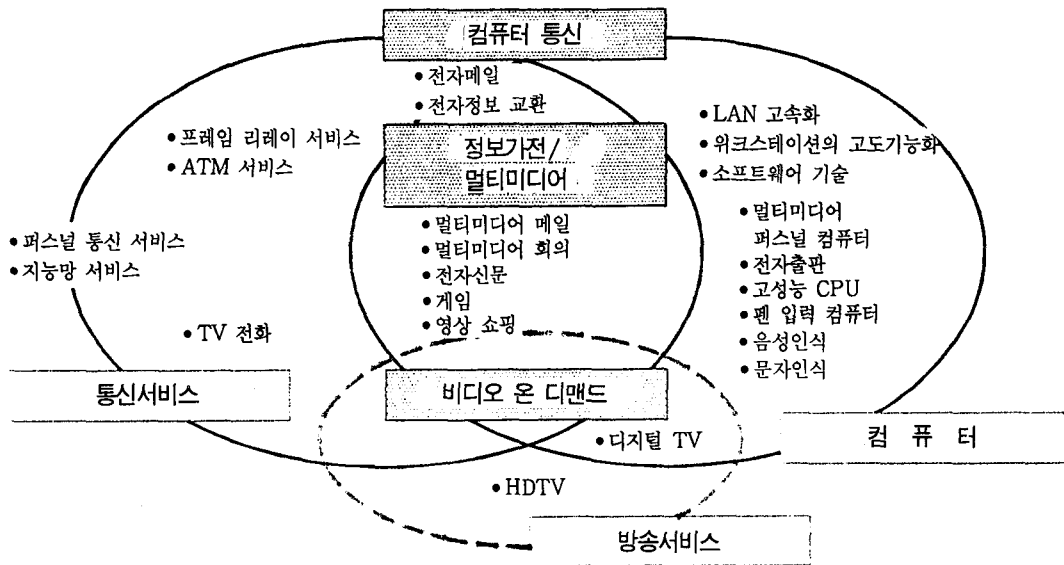 컴퓨터 통신
• 전자메일
• 전자정보 교환
• 프레임 리레이 서비스
• ATM 서비스
정보가전/
멀티미디어
• LAN 고속화
• 워크스테이션의 고도기능화
• 소프트웨어 기술
• 멀티미디어
퍼스널 컴퓨터
• 전자출판
• 고성능 CPU
• 펜 입력 컴퓨터
• 음성인식
• 문자인식
• 멀티미디어 메일
• 멀티미디어 회의
• 전자신문
• 게임
• 영상 쇼핑
• 퍼스널 통신 서비스
• 지능망 서비스
• TV 전화
통신서비스
비디오 온 디맨드
컴 퓨 터
• 디지털 TV
• HDTV
방송서비스